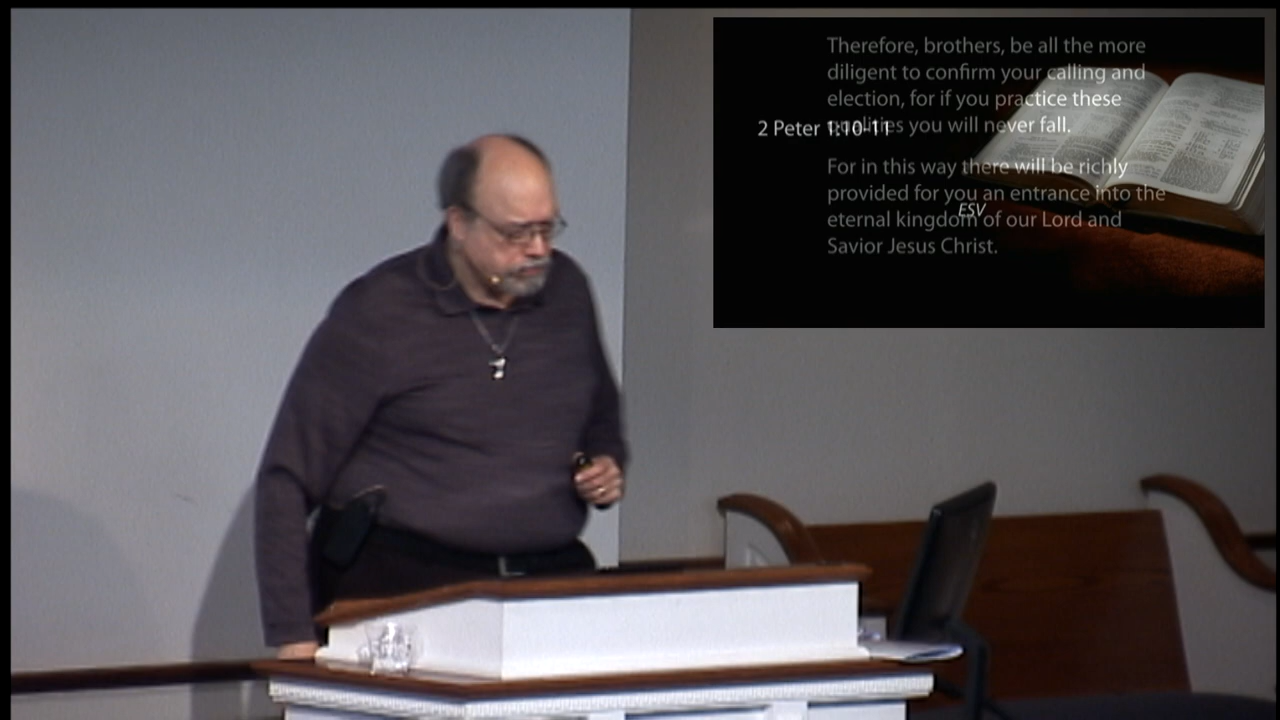 Therefore, brothers, be all the more
diligent to confirm your calling and
election, for if you practice these
qualities you will never fall.
2 Peter 1:10-11
For in this way there will be richly
provided for you an entrance into the
eternal kingdom of our Lord and
Savior Jesus Christ.
ESV